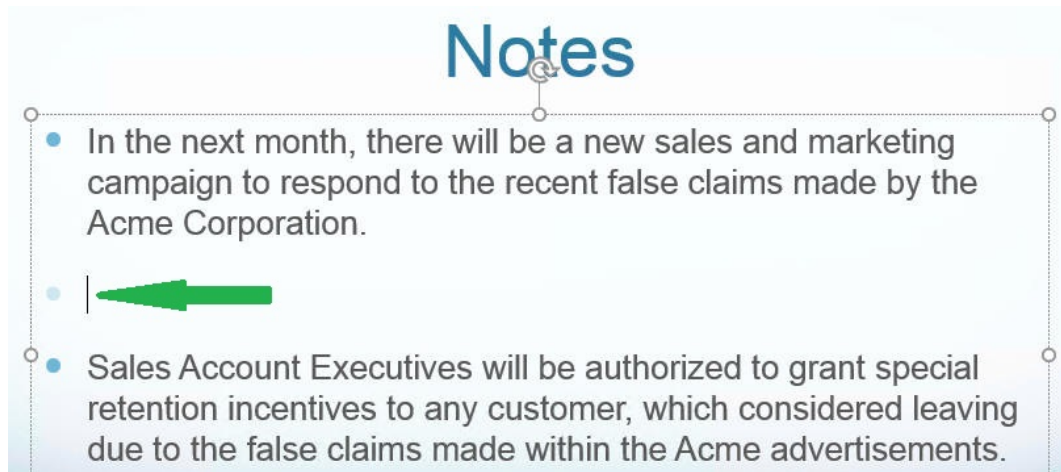 Notes
• In the next month, there will be a new sales and marketing
campaign to respond to the recent false claims made by the
Acme Corporation.
•
• Sales Account Executives will be authorized to grant special
retention incentives to any customer, which considered leaving
due to the false claims made within the Acme advertisements.